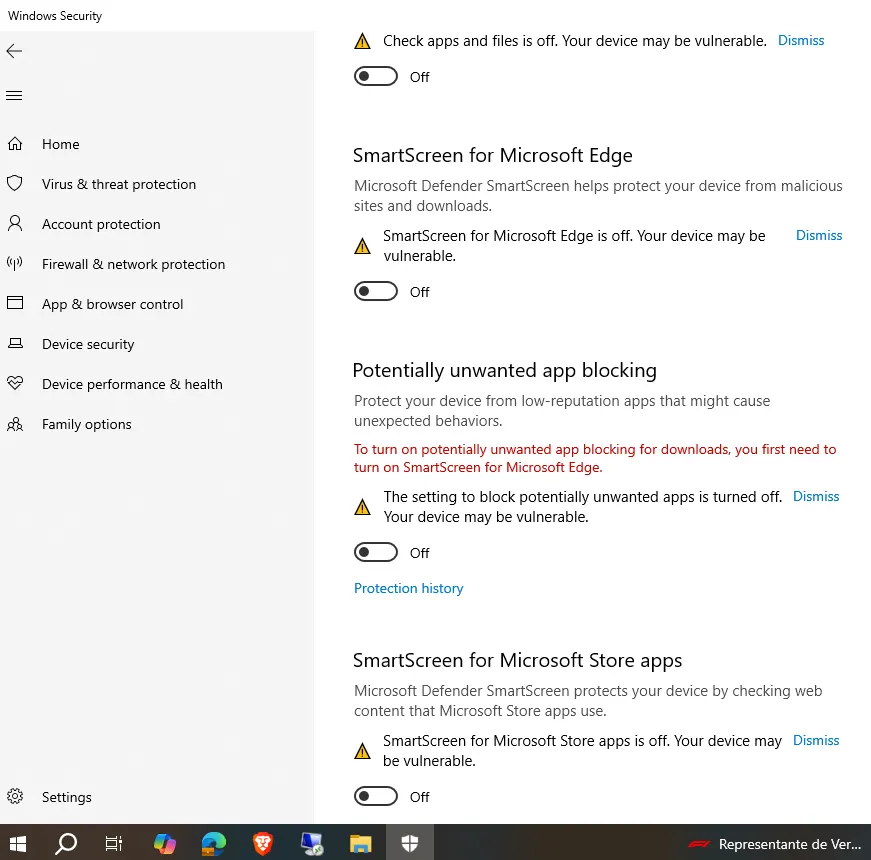 Windows Security
Check apps and files is off. Your device may be vulnerable. Dismiss
Off
Home
Virus & threat protection
Account protection
Firewall & network protection
App & browser control
Device security
Device performance & health
Family options
Settings
SmartScreen for Microsoft Edge
Microsoft Defender SmartScreen helps protect your device from malicious
sites and downloads.
SmartScreen for Microsoft Edge is off. Your device may be Dismiss
vulnerable.
Off
Potentially unwanted app blocking
Protect your device from low-reputation apps that might cause
unexpected behaviors.
To turn on potentially unwanted app blocking for downloads, you first need to
turn on SmartScreen for Microsoft Edge.
The setting to block potentially unwanted apps is turned off. Dismiss
Your device may be vulnerable.
Off
Protection history
SmartScreen for Microsoft Store apps
Microsoft Defender SmartScreen protects your device by checking web
content that Microsoft Store apps use.
SmartScreen for Microsoft Store apps is off. Your device may Dismiss
be vulnerable.
Off
Representante de Ver...